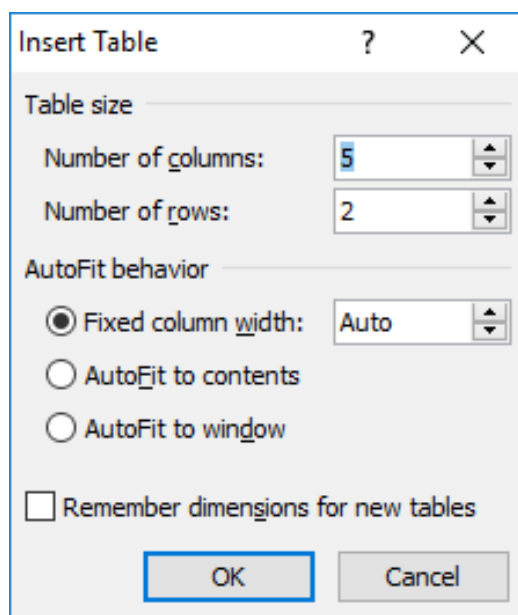 Insert Table ?
Table size
Number of columns: 5
Number of rows: 2
AutoFit behavior
Fixed column width: Auto
AutoFit to contents
AutoFit to window
Remember dimensions for new tables
OK Cancel